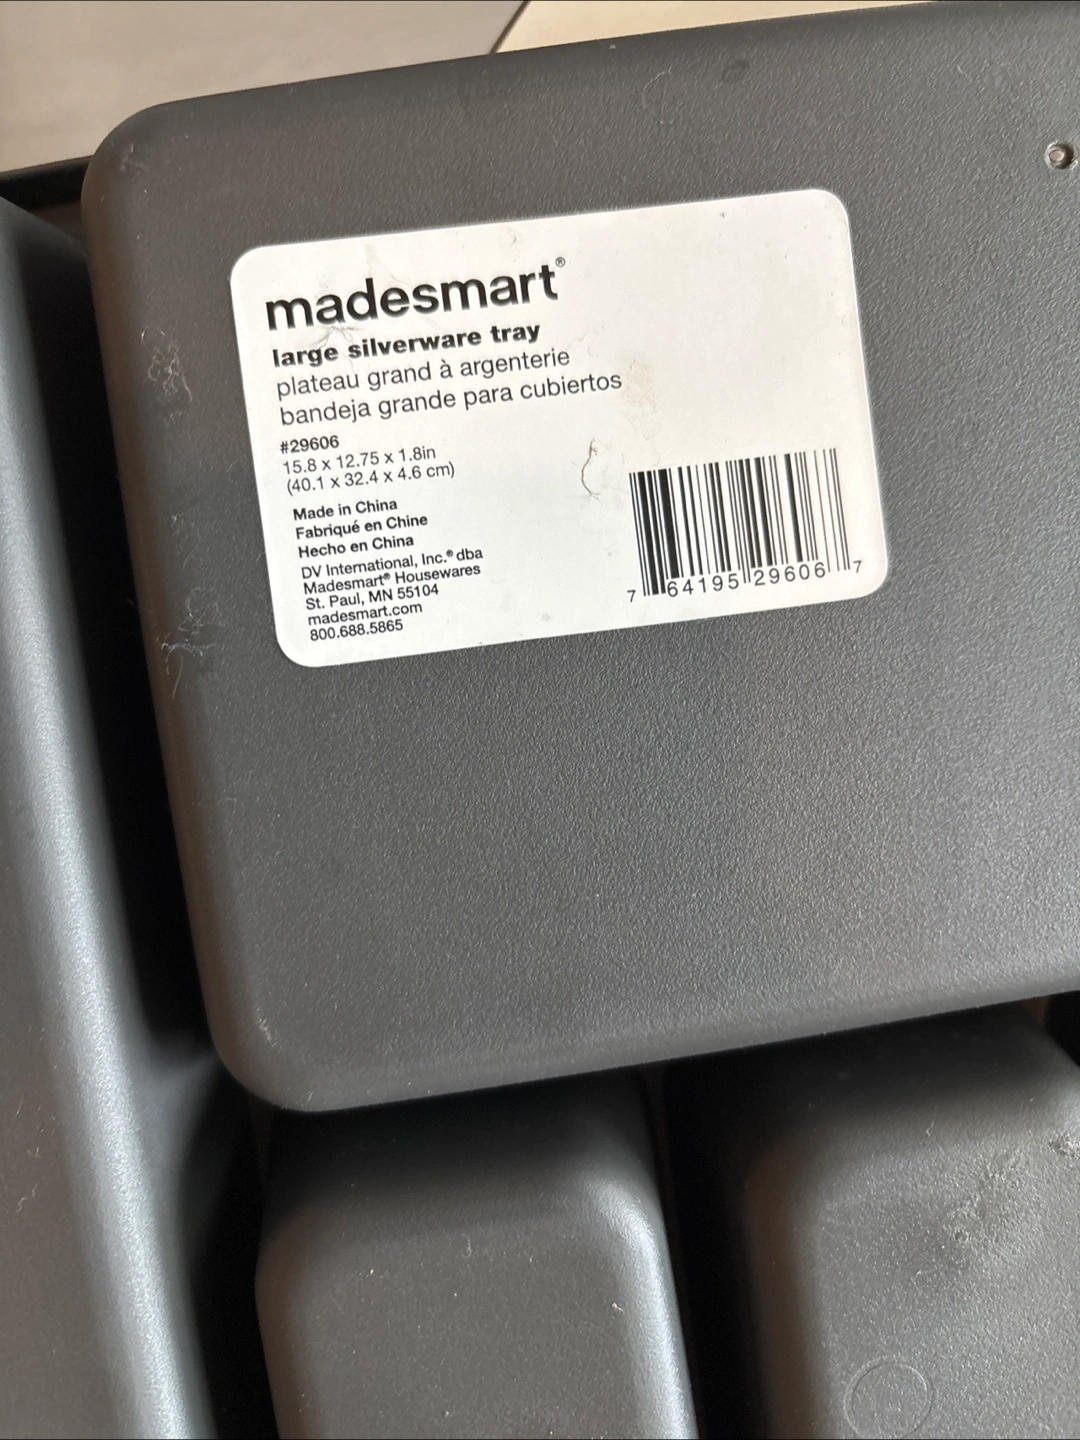 madesmart®
large silverware tray
plateau grand à argenterie
bandeja grande para cubiertos
#29606
15.8 x 12.75 x 1.8in
(40.1 x 32.4 x 4.6 cm)
Made in China
Fabriqué en Chine
Hecho en China
DV International, Inc.® dba
Madesmart® Housewares
St. Paul, MN 55104
madesmart.com
800.688.5865
7 64195 29606 7